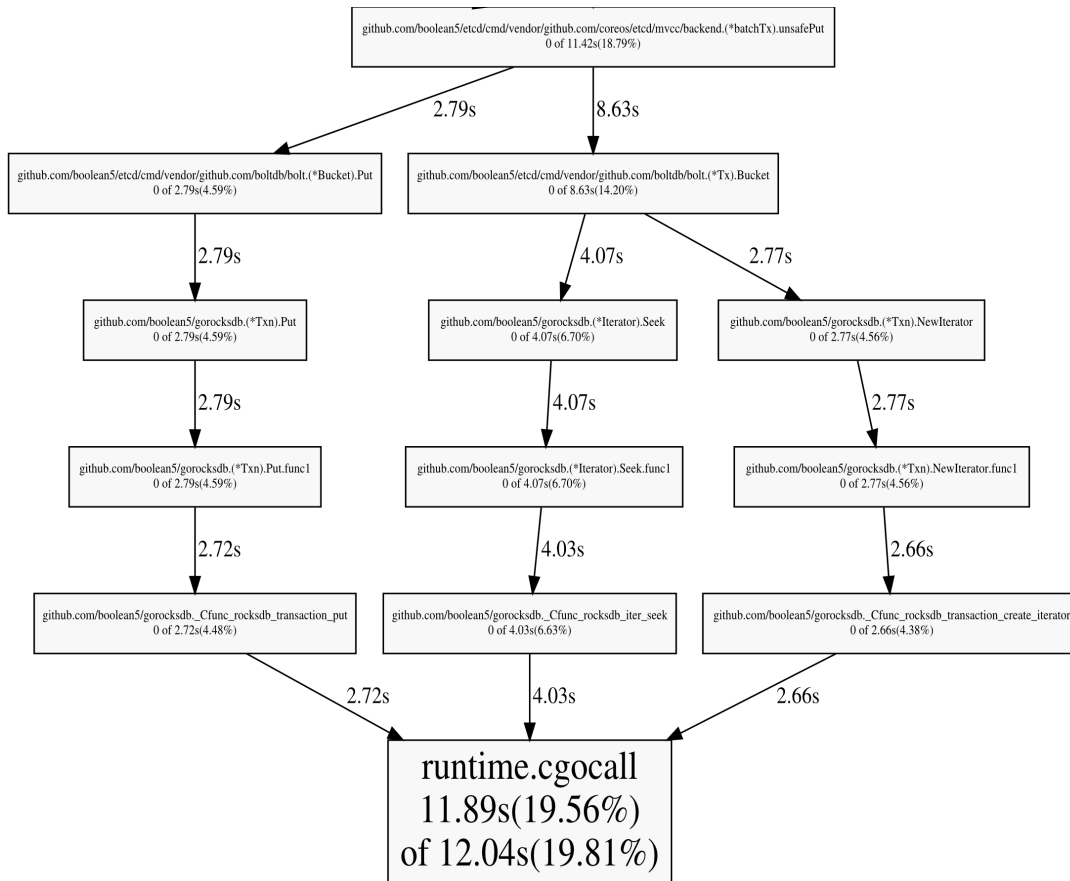 github.com/boolean5/etcd/cmd/vendor/github.com/coreos/etcd/mvcc/backend.(*batchTx).unsafePut
0 of 11.42s(18.79%)
2.79s
8.63s
github.com/boolean5/etcd/cmd/vendor/github.com/boltdb/bolt.(*Bucket).Put
0 of 2.79s(4.59%)
github.com/boolean5/etcd/cmd/vendor/github.com/boltdb/bolt.(*Tx).Bucket
0 of 8.63s(14.20%)
2.79s
4.07s
2.77s
github.com/boolean5/gorocksdb.(*Txn).Put
0 of 2.79s(4.59%)
github.com/boolean5/gorocksdb.(*Iterator).Seek
0 of 4.07s(6.70%)
github.com/boolean5/gorocksdb.(*Txn).NewIterator
0 of 2.77s(4.56%)
2.79s
4.07s
2.77s
github.com/boolean5/gorocksdb.(*Txn).Put.func1
0 of 2.79s(4.59%)
github.com/boolean5/gorocksdb.(*Iterator).Seek.func1
0 of 4.07s(6.70%)
github.com/boolean5/gorocksdb.(*Txn).NewIterator.func1
0 of 2.77s(4.56%)
2.72s
4.03s
2.66s
github.com/boolean5/gorocksdb._Cfunc_rocksdb_transaction_put
0 of 2.72s(4.48%)
github.com/boolean5/gorocksdb._Cfunc_rocksdb_iter_seek
0 of 4.03s(6.63%)
github.com/boolean5/gorocksdb._Cfunc_rocksdb_transaction_create_iterator
0 of 2.66s(4.38%)
2.72s
4.03s
2.66s
runtime.cgocall
11.89s(19.56%)
of 12.04s(19.81%)